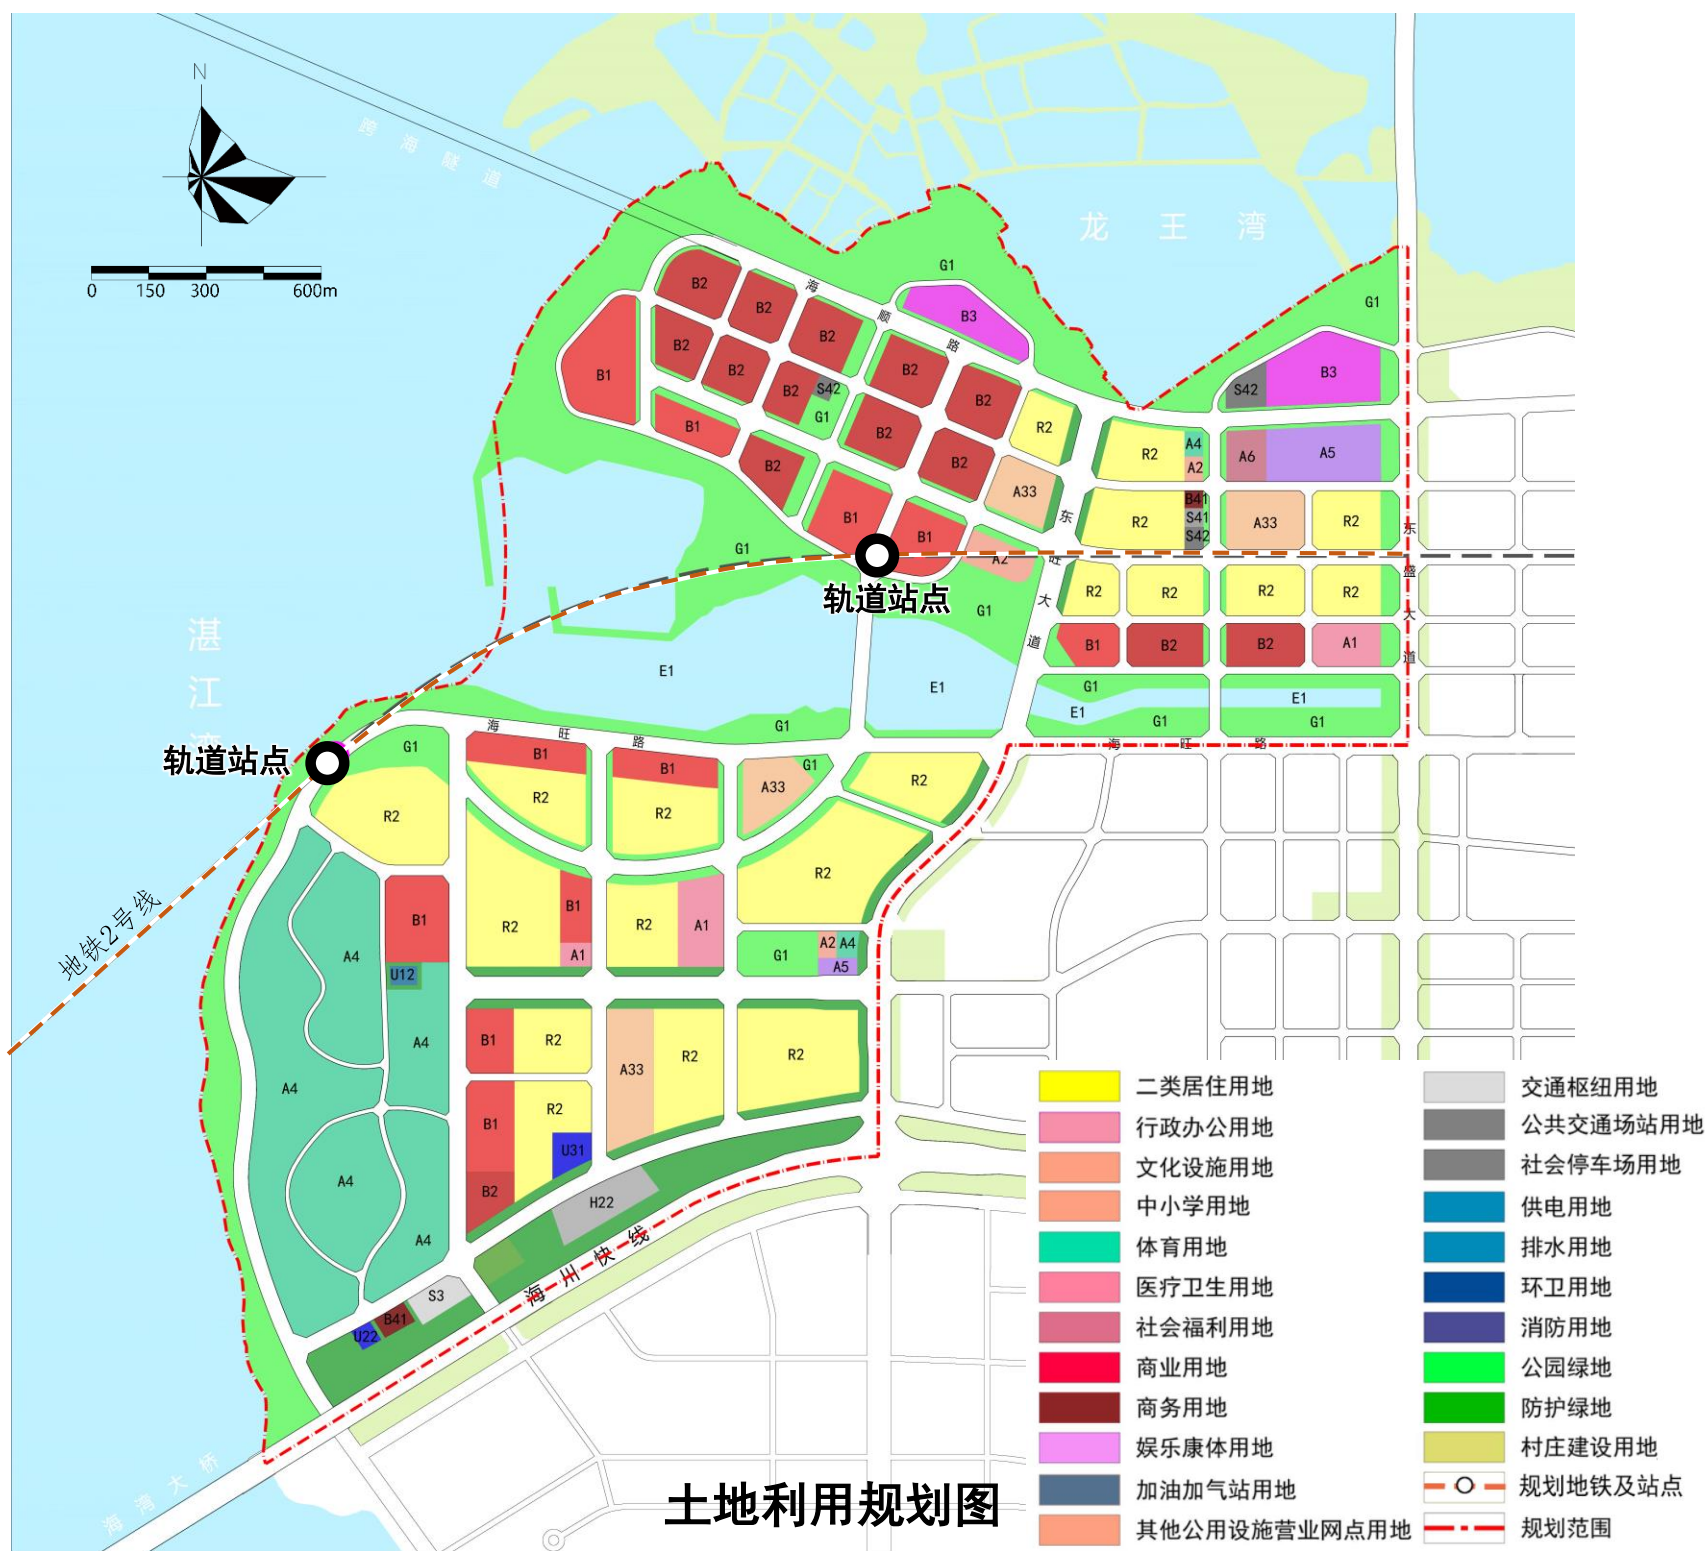 N
0 150 300 600m
跨海隧道
龙王湾
G1
G1
B2
海
B2
B3
顺
B2
路
B3
B2
B2
B1
B2
B2
S42
G1
B2
S42
B1
B2
R2
A4
R2
A6
A5
B2
B2
A2
A33
B41
B1
东
R2
S41
A33
R2
东
B1
S42
G1
A2
旺
轨道站点
G1
大
R2
R2
R2
R2
盛
大
湛江湾
道
B1
B2
B2
A1
道
E1
E1
G1
E1
E1
G1
G1
G1
海旺路
海旺路
轨道站点
G1
B1
B1
G1
A33
R2
R2
R2
R2
R2
地铁2号线
B1
B1
R2
R2
A1
A4
A1
G1
A2
A4
A5
U12
A4
B1
R2
A33
R2
R2
A4
B1
R2
U31
A4
B2
H22
A4
海州快线
S3
B41
U22
海湾大桥
土地利用规划图
二类居住用地
行政办公用地
文化设施用地
中小学用地
体育用地
医疗卫生用地
社会福利用地
商业用地
商务用地
娱乐康体用地
加油加气站用地
其他公用设施营业网点用地
交通枢纽用地
公共交通场站用地
社会停车场用地
供电用地
排水用地
环卫用地
消防用地
公园绿地
防护绿地
村庄建设用地
规划地铁及站点
规划范围